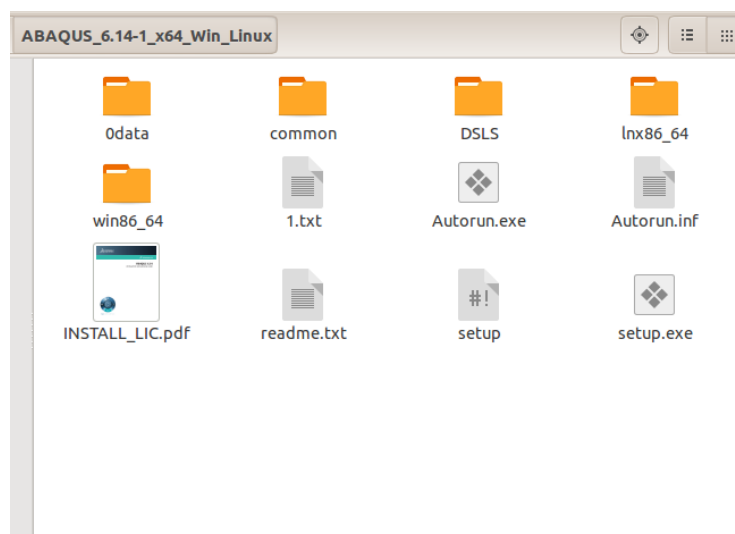 ABAQUS_6.14-1_x64_Win_Linux
0data
common
DSLS
lnx86_64
win86_64
1.txt
Autorun.exe
Autorun.inf
INSTALL_LIC.pdf
readme.txt
#!
setup
setup.exe